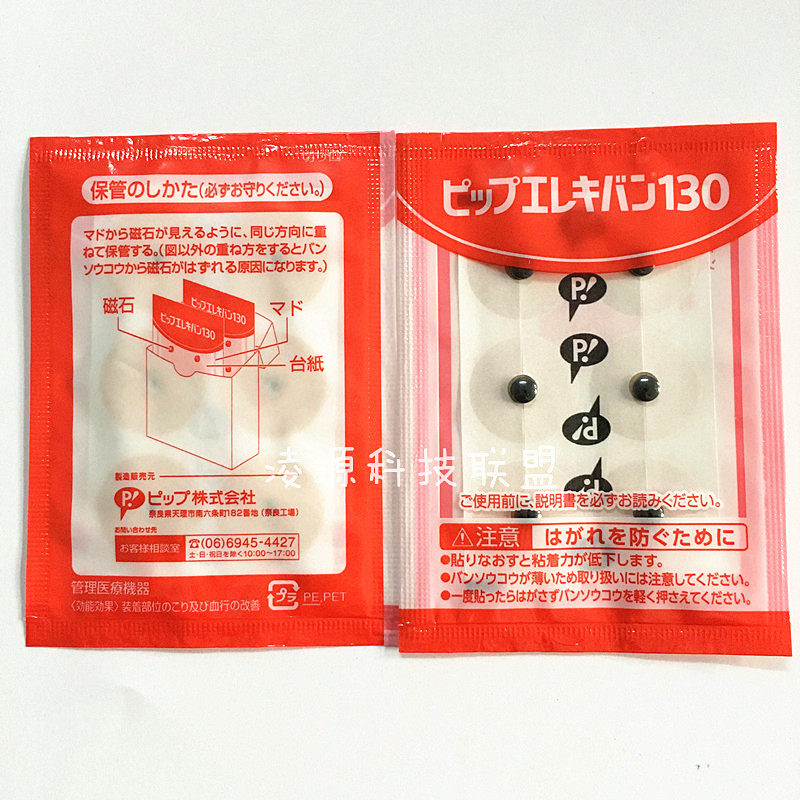 保管のしかた(必ずお守りください。)
マドから磁石が見えるように、同じ方向に重
ねて保管する。(図以外の重ね方をするとバン
ソウコウから磁石がはずれる原因になります。)
磁石
マド
台紙
ピップエレキバン130
ピップエレキバン130
製造販売元
P!
ピップ株式会社
奈良県天理市南六条町182番地(奈良工場)
お問い合わせ先
お客様相談室
☎(06)6945-4427
土・日・祝日を除く10:00〜17:00
管理医療機器
〈効能効果〉装着部位のこり及び血行の改善
プラ
PE,PET
ピップエレキバン130
P!
P!
P!
P!
ご使用前に、説明書を必ずお読みください。
⚠注意 はがれを防ぐために
●貼りなおすと粘着力が低下します。
●バンソウコウが薄いため取り扱いには注意してください。
●一度貼ったらはがさずバンソウコウを軽く押さえてください。
凌源科技联盟